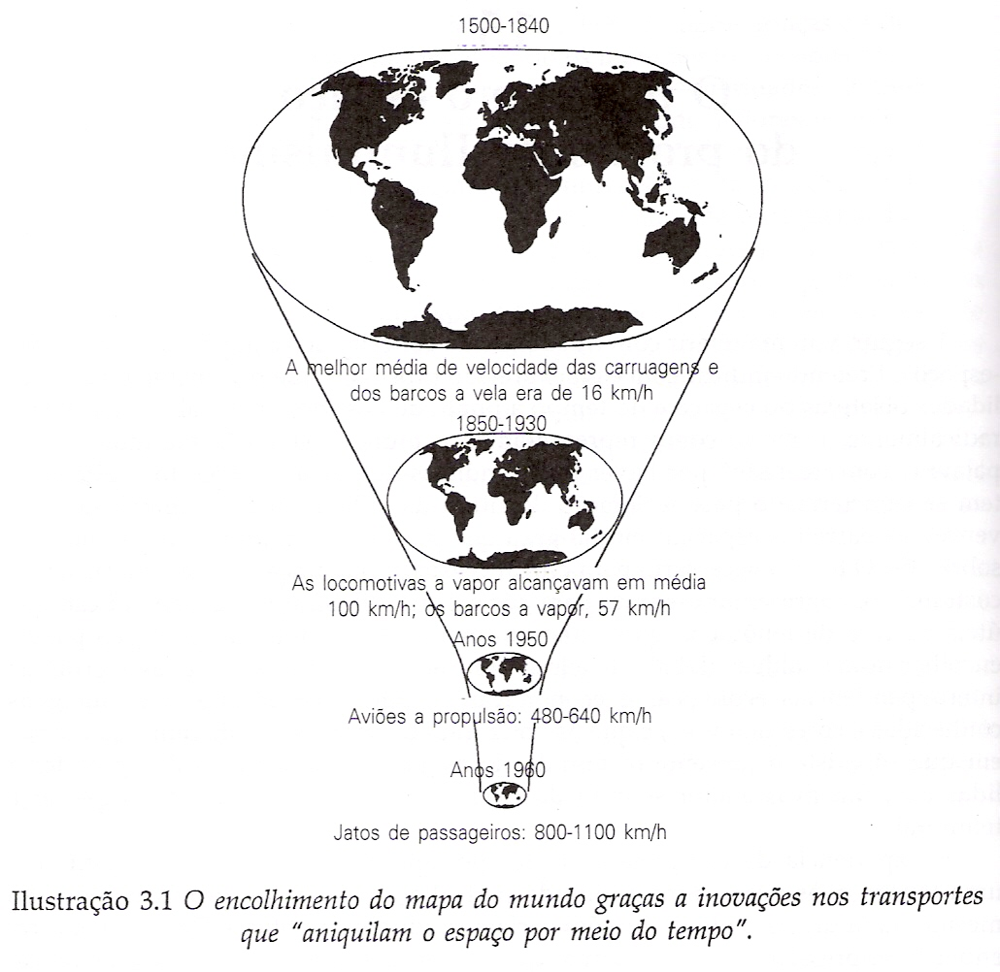 1500-1840
A melhor média de velocidade das carruagens e
dos barcos a vela era de 16 km/h
1850-1930
As locomotivas a vapor alcançavam em média
100 km/h; os barcos a vapor, 57 km/h
Anos 1950
Aviões a propulsão: 480-640 km/h
Anos 1960
Jatos de passageiros: 800-1100 km/h
Ilustração 3.1 O encolhimento do mapa do mundo graças a inovações nos transportes
que “aniquilam o espaço por meio do tempo”.